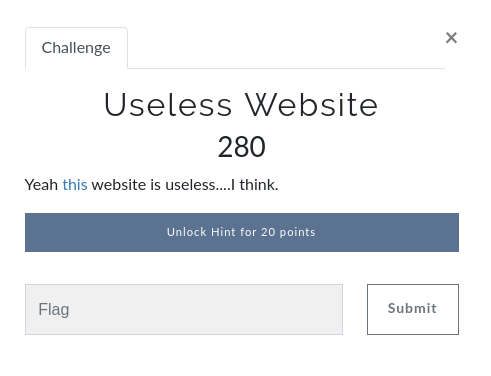 Challenge
×
Useless Website
280
Yeah this website is useless....I think.
Unlock Hint for 20 points
Flag
Submit